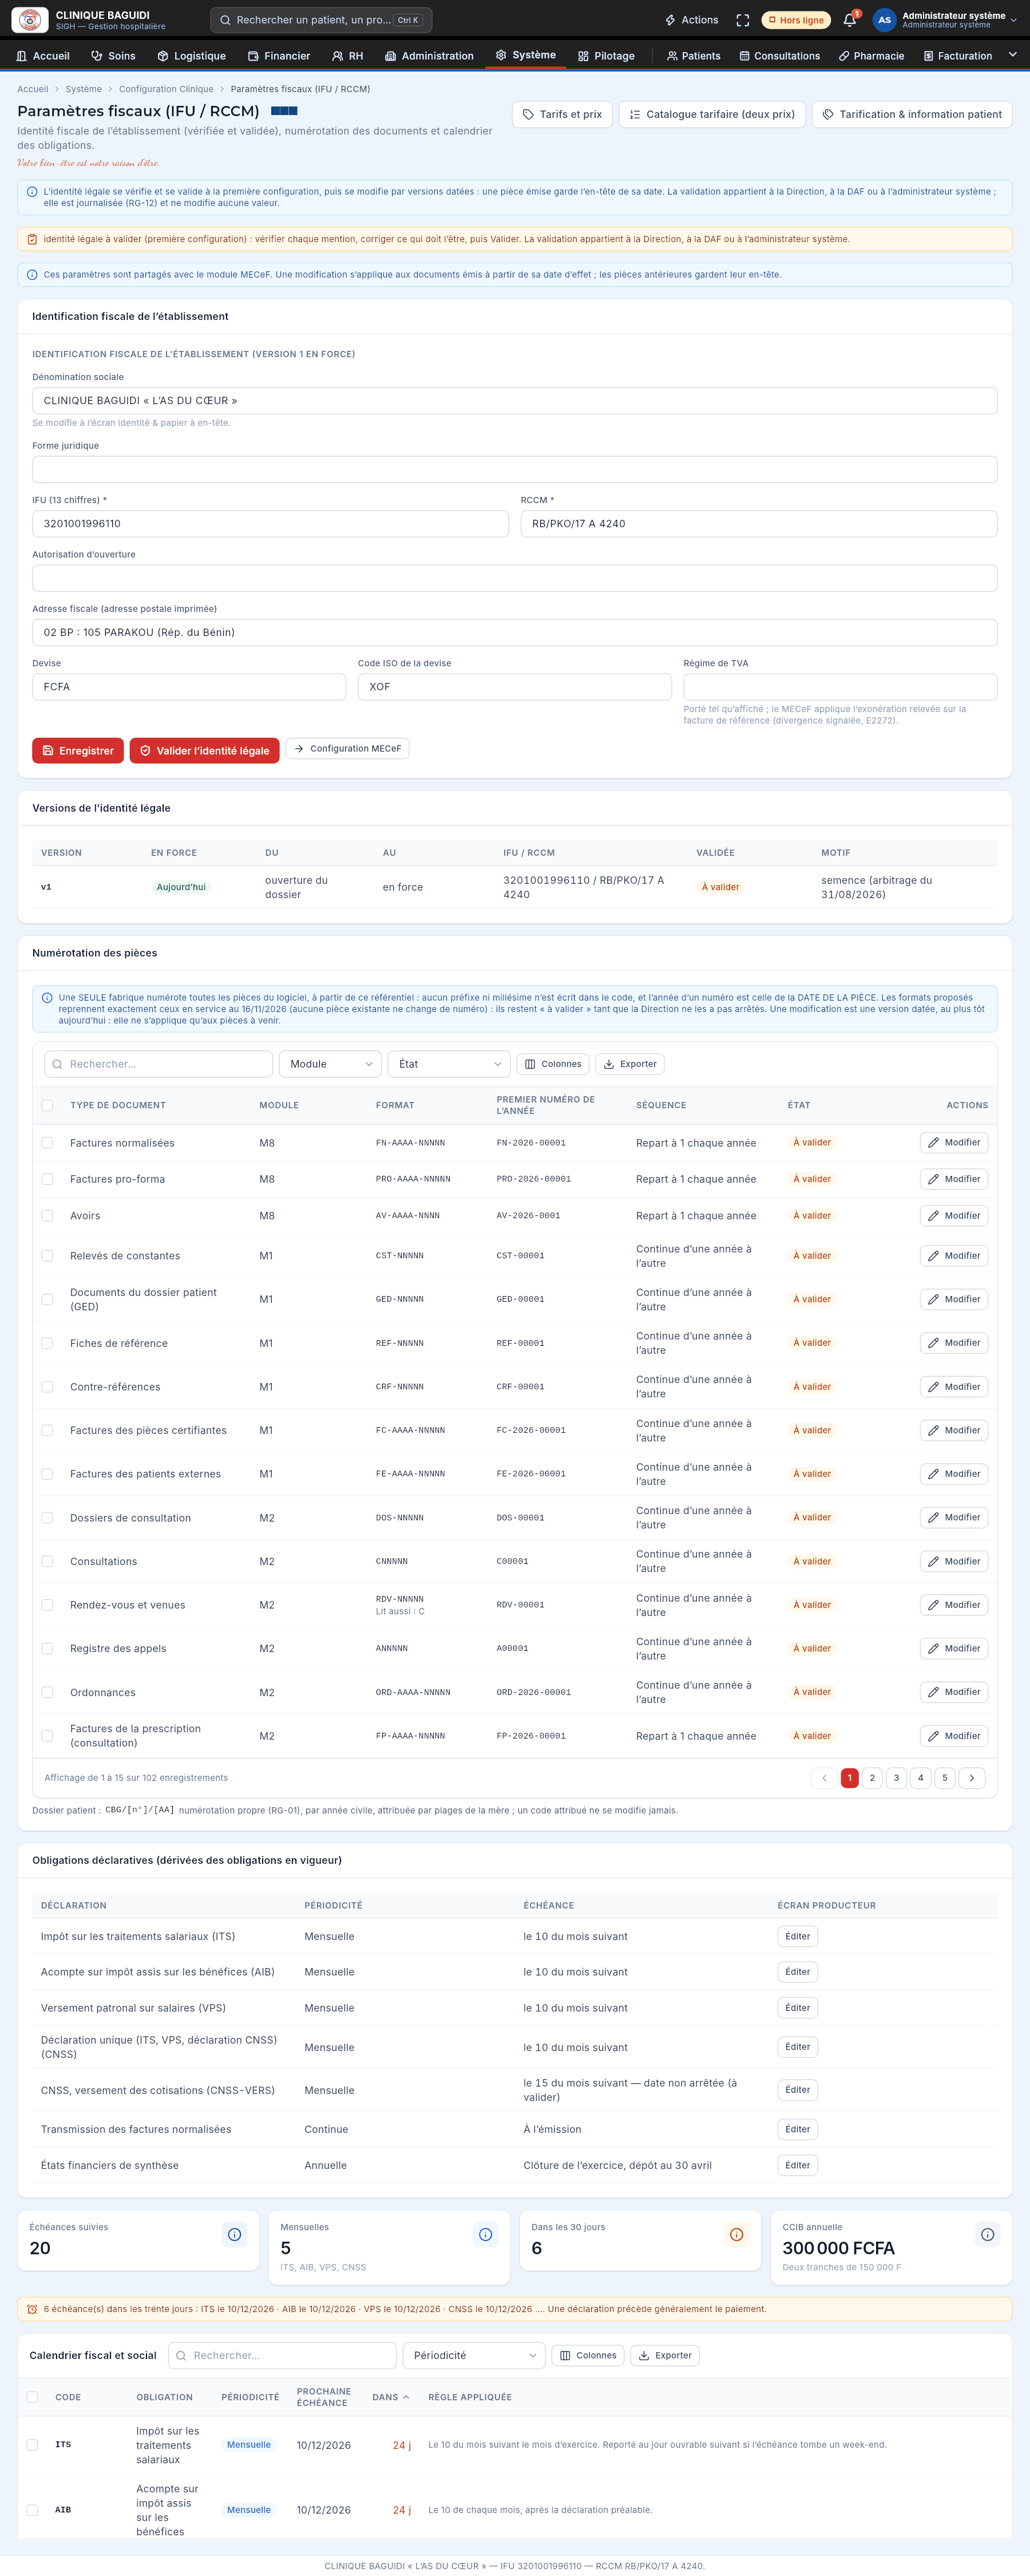 CLINIQUE BAGUIDI
SIGH — Gestion hospitalière
Rechercher un patient, un pro... Ctrl K
Actions
Hors ligne
1
AS
Administrateur système
Administrateur système
Accueil Soins Logistique Financier RH Administration Système Pilotage Patients Consultations Pharmacie Facturation
Accueil > Système > Configuration Clinique > Paramètres fiscaux (IFU / RCCM)
Paramètres fiscaux (IFU / RCCM)
Tarifs et prix
Catalogue tarifaire (deux prix)
Tarification & information patient
Identité fiscale de l'établissement (vérifiée et validée), numérotation des documents et calendrier
des obligations.
Votre bien-être est notre raison d'être.
L'identité légale se vérifie et se valide à la première configuration, puis se modifie par versions datées : une pièce émise garde l'en-tête de sa date. La validation appartient à la Direction, à la DAF ou à l'administrateur système ;
elle est journalisée (RG-12) et ne modifie aucune valeur.
identité légale à valider (première configuration) : vérifier chaque mention, corriger ce qui doit l'être, puis Valider. La validation appartient à la Direction, à la DAF ou à l'administrateur système.
Ces paramètres sont partagés avec le module MECeF. Une modification s'applique aux documents émis à partir de sa date d'effet ; les pièces antérieures gardent leur en-tête.
Identification fiscale de l'établissement
IDENTIFICATION FISCALE DE L'ÉTABLISSEMENT (VERSION 1 EN FORCE)
Dénomination sociale
CLINIQUE BAGUIDI « L'AS DU CŒUR »
Se modifie à l'écran Identité & papier à en-tête.
Forme juridique
IFU (13 chiffres) * RCCM *
3201001996110 RB/PKO/17 A 4240
Autorisation d'ouverture
Adresse fiscale (adresse postale imprimée)
02 BP : 105 PARAKOU (Rép. du Bénin)
Devise Code ISO de la devise Régime de TVA
FCFA XOF
Porté tel qu'affiché ; le MECeF applique l'exonération relevée sur la
facture de référence (divergence signalée, E2272).
Enregistrer Valider l'identité légale Configuration MECeF
Versions de l'identité légale
VERSION EN FORCE DU AU IFU / RCCM VALIDÉE MOTIF
v1 Aujourd'hui ouverture du dossier en force 3201001996110 / RB/PKO/17 A 4240 À valider semence (arbitrage du 31/08/2026)
Numérotation des pièces
Une SEULE fabrique numérote toutes les pièces du logiciel, à partir de ce référentiel : aucun préfixe ni millésime n'est écrit dans le code, et l'année d'un numéro est celle de la DATE DE LA PIÈCE. Les formats proposés
reprennent exactement ceux en service au 16/11/2026 (aucune pièce existante ne change de numéro) : ils restent « à valider » tant que la Direction ne les a pas arrêtés. Une modification est une version datée, au plus tôt
aujourd'hui : elle ne s'applique qu'aux pièces à venir.
Rechercher... Module État Colonnes Exporter
TYPE DE DOCUMENT MODULE FORMAT PREMIER NUMÉRO DE L'ANNÉE SÉQUENCE ÉTAT ACTIONS
Factures normalisées M8 FN-AAAA-NNNNN FN-2026-00001 Repart à 1 chaque année À valider Modifier
Factures pro-forma M8 PRO-AAAA-NNNNN PRO-2026-00001 Repart à 1 chaque année À valider Modifier
Avoirs M8 AV-AAAA-NNNN AV-2026-0001 Repart à 1 chaque année À valider Modifier
Relevés de constantes M1 CST-NNNNN CST-00001 Continue d'une année à l'autre À valider Modifier
Documents du dossier patient (GED) M1 GED-NNNNN GED-00001 Continue d'une année à l'autre À valider Modifier
Fiches de référence M1 REF-NNNNN REF-00001 Continue d'une année à l'autre À valider Modifier
Contre-références M1 CRF-NNNNN CRF-00001 Continue d'une année à l'autre À valider Modifier
Factures des pièces certifiantes M1 FC-AAAA-NNNNN FC-2026-00001 Continue d'une année à l'autre À valider Modifier
Factures des patients externes M1 FE-AAAA-NNNNN FE-2026-00001 Continue d'une année à l'autre À valider Modifier
Dossiers de consultation M2 DOS-NNNNN DOS-00001 Continue d'une année à l'autre À valider Modifier
Consultations M2 CNNNNN C00001 Continue d'une année à l'autre À valider Modifier
Rendez-vous et venues M2 RDV-NNNNN Lit aussi : C RDV-00001 Continue d'une année à l'autre À valider Modifier
Registre des appels M2 ANNNNN A00001 Continue d'une année à l'autre À valider Modifier
Ordonnances M2 ORD-AAAA-NNNNN ORD-2026-00001 Continue d'une année à l'autre À valider Modifier
Factures de la prescription (consultation) M2 FP-AAAA-NNNNN FP-2026-00001 Repart à 1 chaque année À valider Modifier
Affichage de 1 à 15 sur 102 enregistrements
1 2 3 4 5
Dossier patient : CBG/[n°]/[AA] numérotation propre (RG-01), par année civile, attribuée par plages de la mère ; un code attribué ne se modifie jamais.
Obligations déclaratives (dérivées des obligations en vigueur)
DÉCLARATION PÉRIODICITÉ ÉCHÉANCE ÉCRAN PRODUCTEUR
Impôt sur les traitements salariaux (ITS) Mensuelle le 10 du mois suivant Éditer
Acompte sur impôt assis sur les bénéfices (AIB) Mensuelle le 10 du mois suivant Éditer
Versement patronal sur salaires (VPS) Mensuelle le 10 du mois suivant Éditer
Déclaration unique (ITS, VPS, déclaration CNSS) (CNSS) Mensuelle le 10 du mois suivant Éditer
CNSS, versement des cotisations (CNSS-VERS) Mensuelle le 15 du mois suivant — date non arrêtée (à valider) Éditer
Transmission des factures normalisées Continue À l'émission Éditer
États financiers de synthèse Annuelle Clôture de l'exercice, dépôt au 30 avril Éditer
Échéances suivies
20
Mensuelles
5
ITS, AIB, VPS, CNSS
Dans les 30 jours
6
CCIB annuelle
300 000 FCFA
Deux tranches de 150 000 F
6 échéance(s) dans les trente jours : ITS le 10/12/2026 · AIB le 10/12/2026 · VPS le 10/12/2026 · CNSS le 10/12/2026 .... Une déclaration précède généralement le paiement.
Calendrier fiscal et social Rechercher... Périodicité Colonnes Exporter
CODE OBLIGATION PÉRIODICITÉ PROCHAINE ÉCHÉANCE DANS RÈGLE APPLIQUÉE
ITS Impôt sur les traitements salariaux Mensuelle 10/12/2026 24 j Le 10 du mois suivant le mois d'exercice. Reporté au jour ouvrable suivant si l'échéance tombe un week-end.
AIB Acompte sur impôt assis sur les bénéfices Mensuelle 10/12/2026 24 j Le 10 de chaque mois, après la déclaration préalable.
CLINIQUE BAGUIDI « L'AS DU CŒUR » — IFU 3201001996110 — RCCM RB/PKO/17 A 4240.